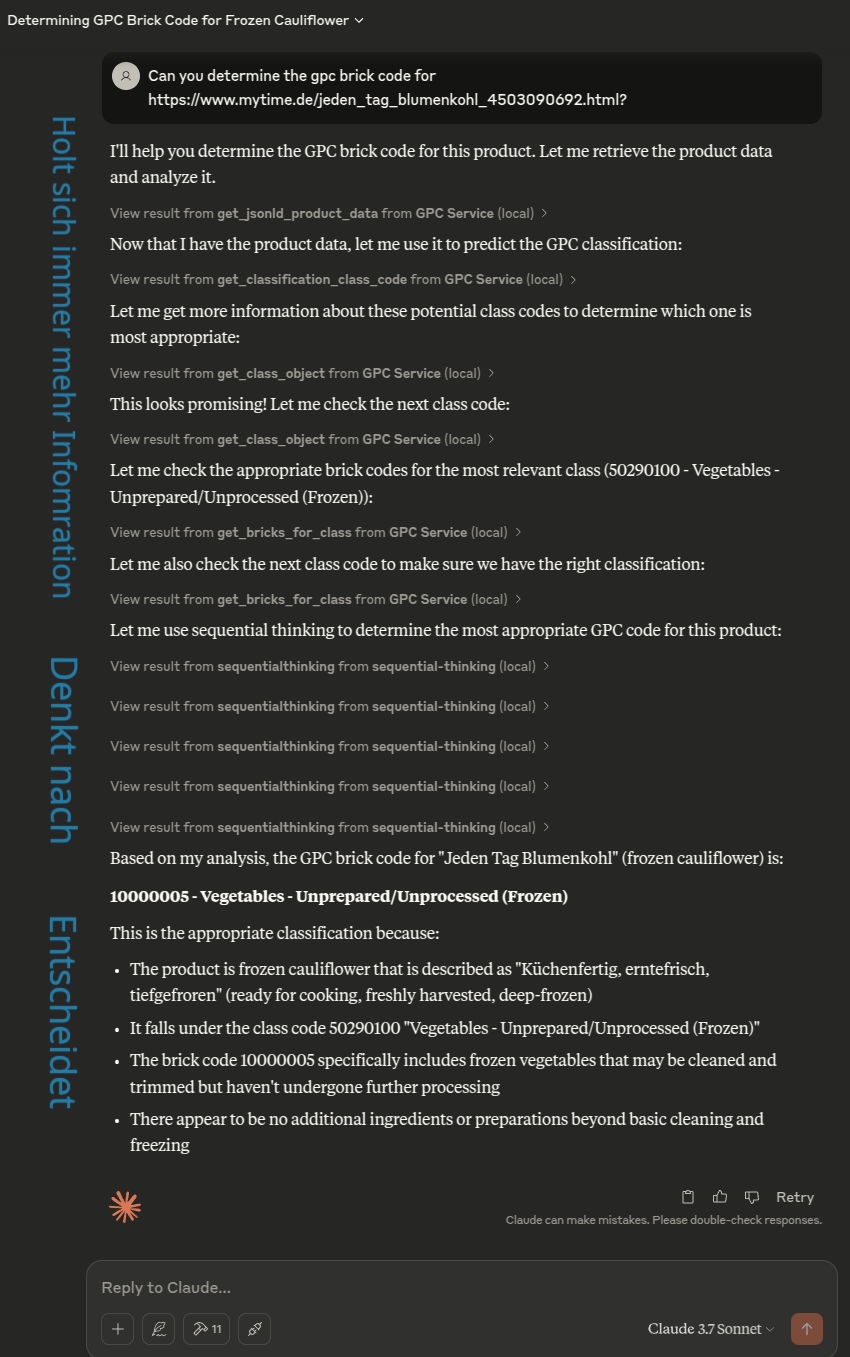 Determining GPC Brick Code for Frozen Cauliflower
Can you determine the gpc brick code for
https://www.mytime.de/jeden_tag_blumenkohl_4503090692.html?
I'll help you determine the GPC brick code for this product. Let me retrieve the product data
and analyze it.
View result from get_jsonld_product_data from GPC Service (local)
Now that I have the product data, let me use it to predict the GPC classification:
View result from get_classification_class_code from GPC Service (local)
Let me get more information about these potential class codes to determine which one is
most appropriate:
View result from get_class_object from GPC Service (local)
This looks promising! Let me check the next class code:
View result from get_class_object from GPC Service (local)
Let me check the appropriate brick codes for the most relevant class (50290100 - Vegetables -
Unprepared/Unprocessed (Frozen)):
View result from get_bricks_for_class from GPC Service (local)
Let me also check the next class code to make sure we have the right classification:
View result from get_bricks_for_class from GPC Service (local)
Let me use sequential thinking to determine the most appropriate GPC code for this product:
View result from sequentialthinking from sequential-thinking (local)
View result from sequentialthinking from sequential-thinking (local)
View result from sequentialthinking from sequential-thinking (local)
View result from sequentialthinking from sequential-thinking (local)
View result from sequentialthinking from sequential-thinking (local)
Based on my analysis, the GPC brick code for "Jeden Tag Blumenkohl" (frozen cauliflower) is:
10000005 - Vegetables - Unprepared/Unprocessed (Frozen)
This is the appropriate classification because:
• The product is frozen cauliflower that is described as "Küchenfertig, erntefrisch,
tiefgefroren" (ready for cooking, freshly harvested, deep-frozen)
• It falls under the class code 50290100 "Vegetables - Unprepared/Unprocessed (Frozen)"
• The brick code 10000005 specifically includes frozen vegetables that may be cleaned and
trimmed but haven't undergone further processing
• There appear to be no additional ingredients or preparations beyond basic cleaning and
freezing
Retry
Claude can make mistakes. Please double-check responses.
Reply to Claude...
11
Claude 3.7 Sonnet
Holt sich immer mehr Infomration
Denkt nach
Entscheidet